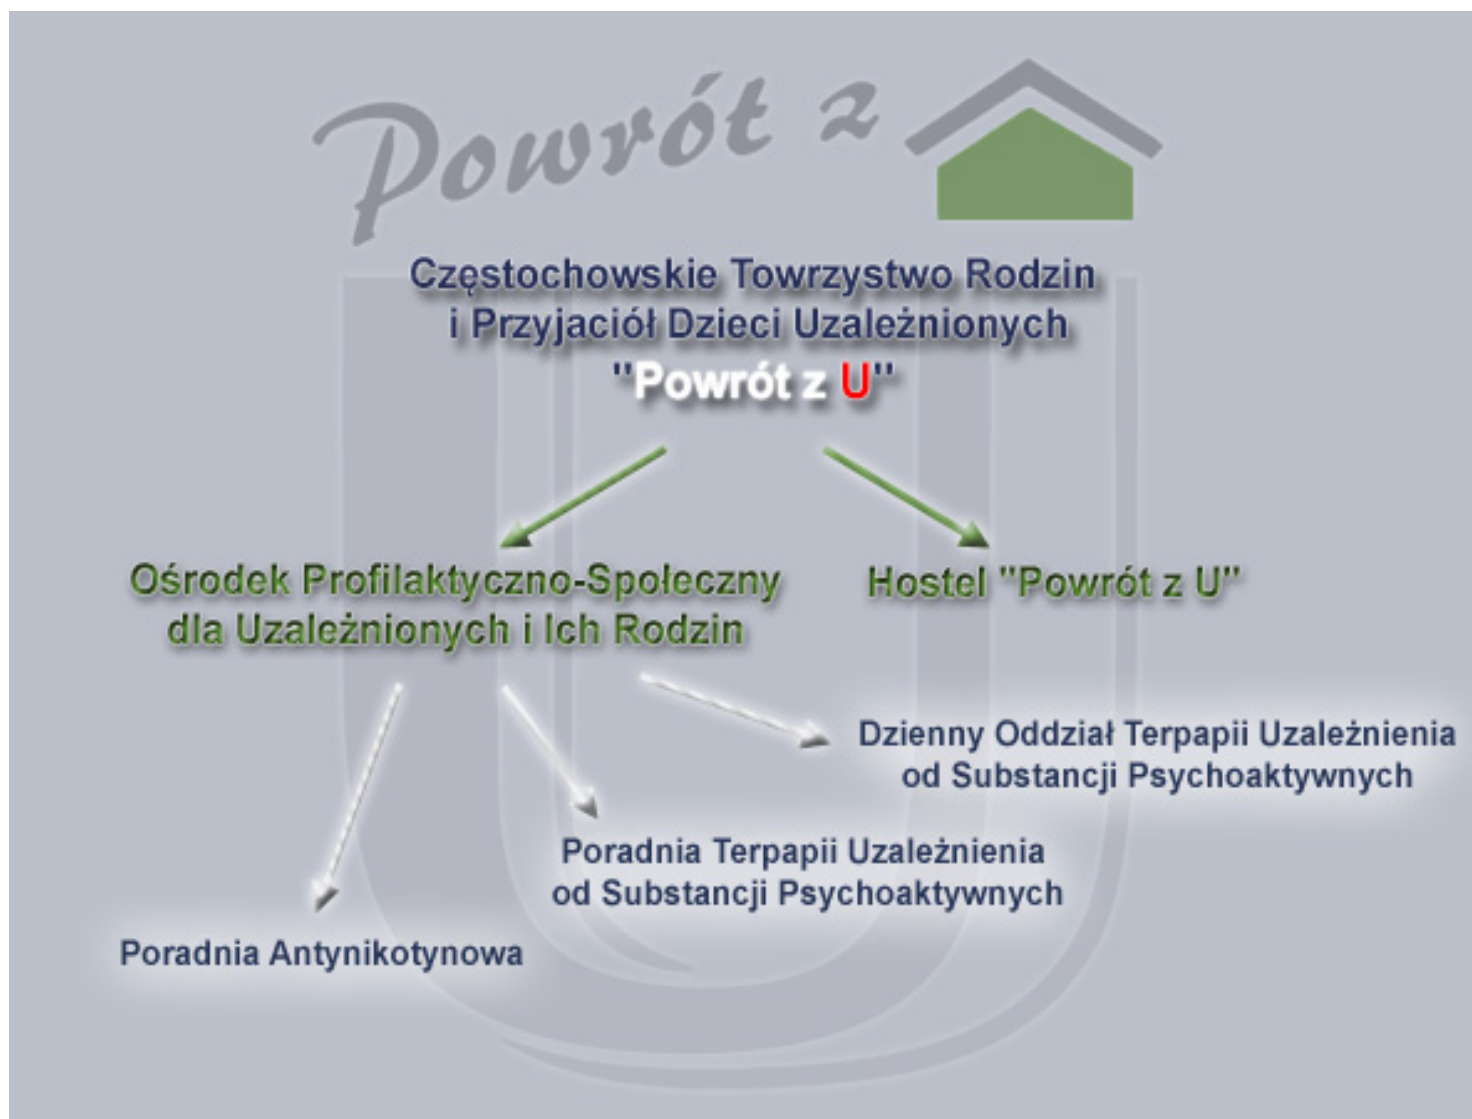 Powrót z
Częstochowskie Towrzystwo Rodzin
i Przyjaciół Dzieci Uzależnionych
"Powrót z U"
Ośrodek Profilaktyczno-Społeczny
dla Uzależnionych i Ich Rodzin
Hostel "Powrót z U"
Dzienny Oddział Terpapii Uzależnienia
od Substancji Psychoaktywnych
Poradnia Terpapii Uzależnienia
od Substancji Psychoaktywnych
Poradnia Antynikotynowa
U